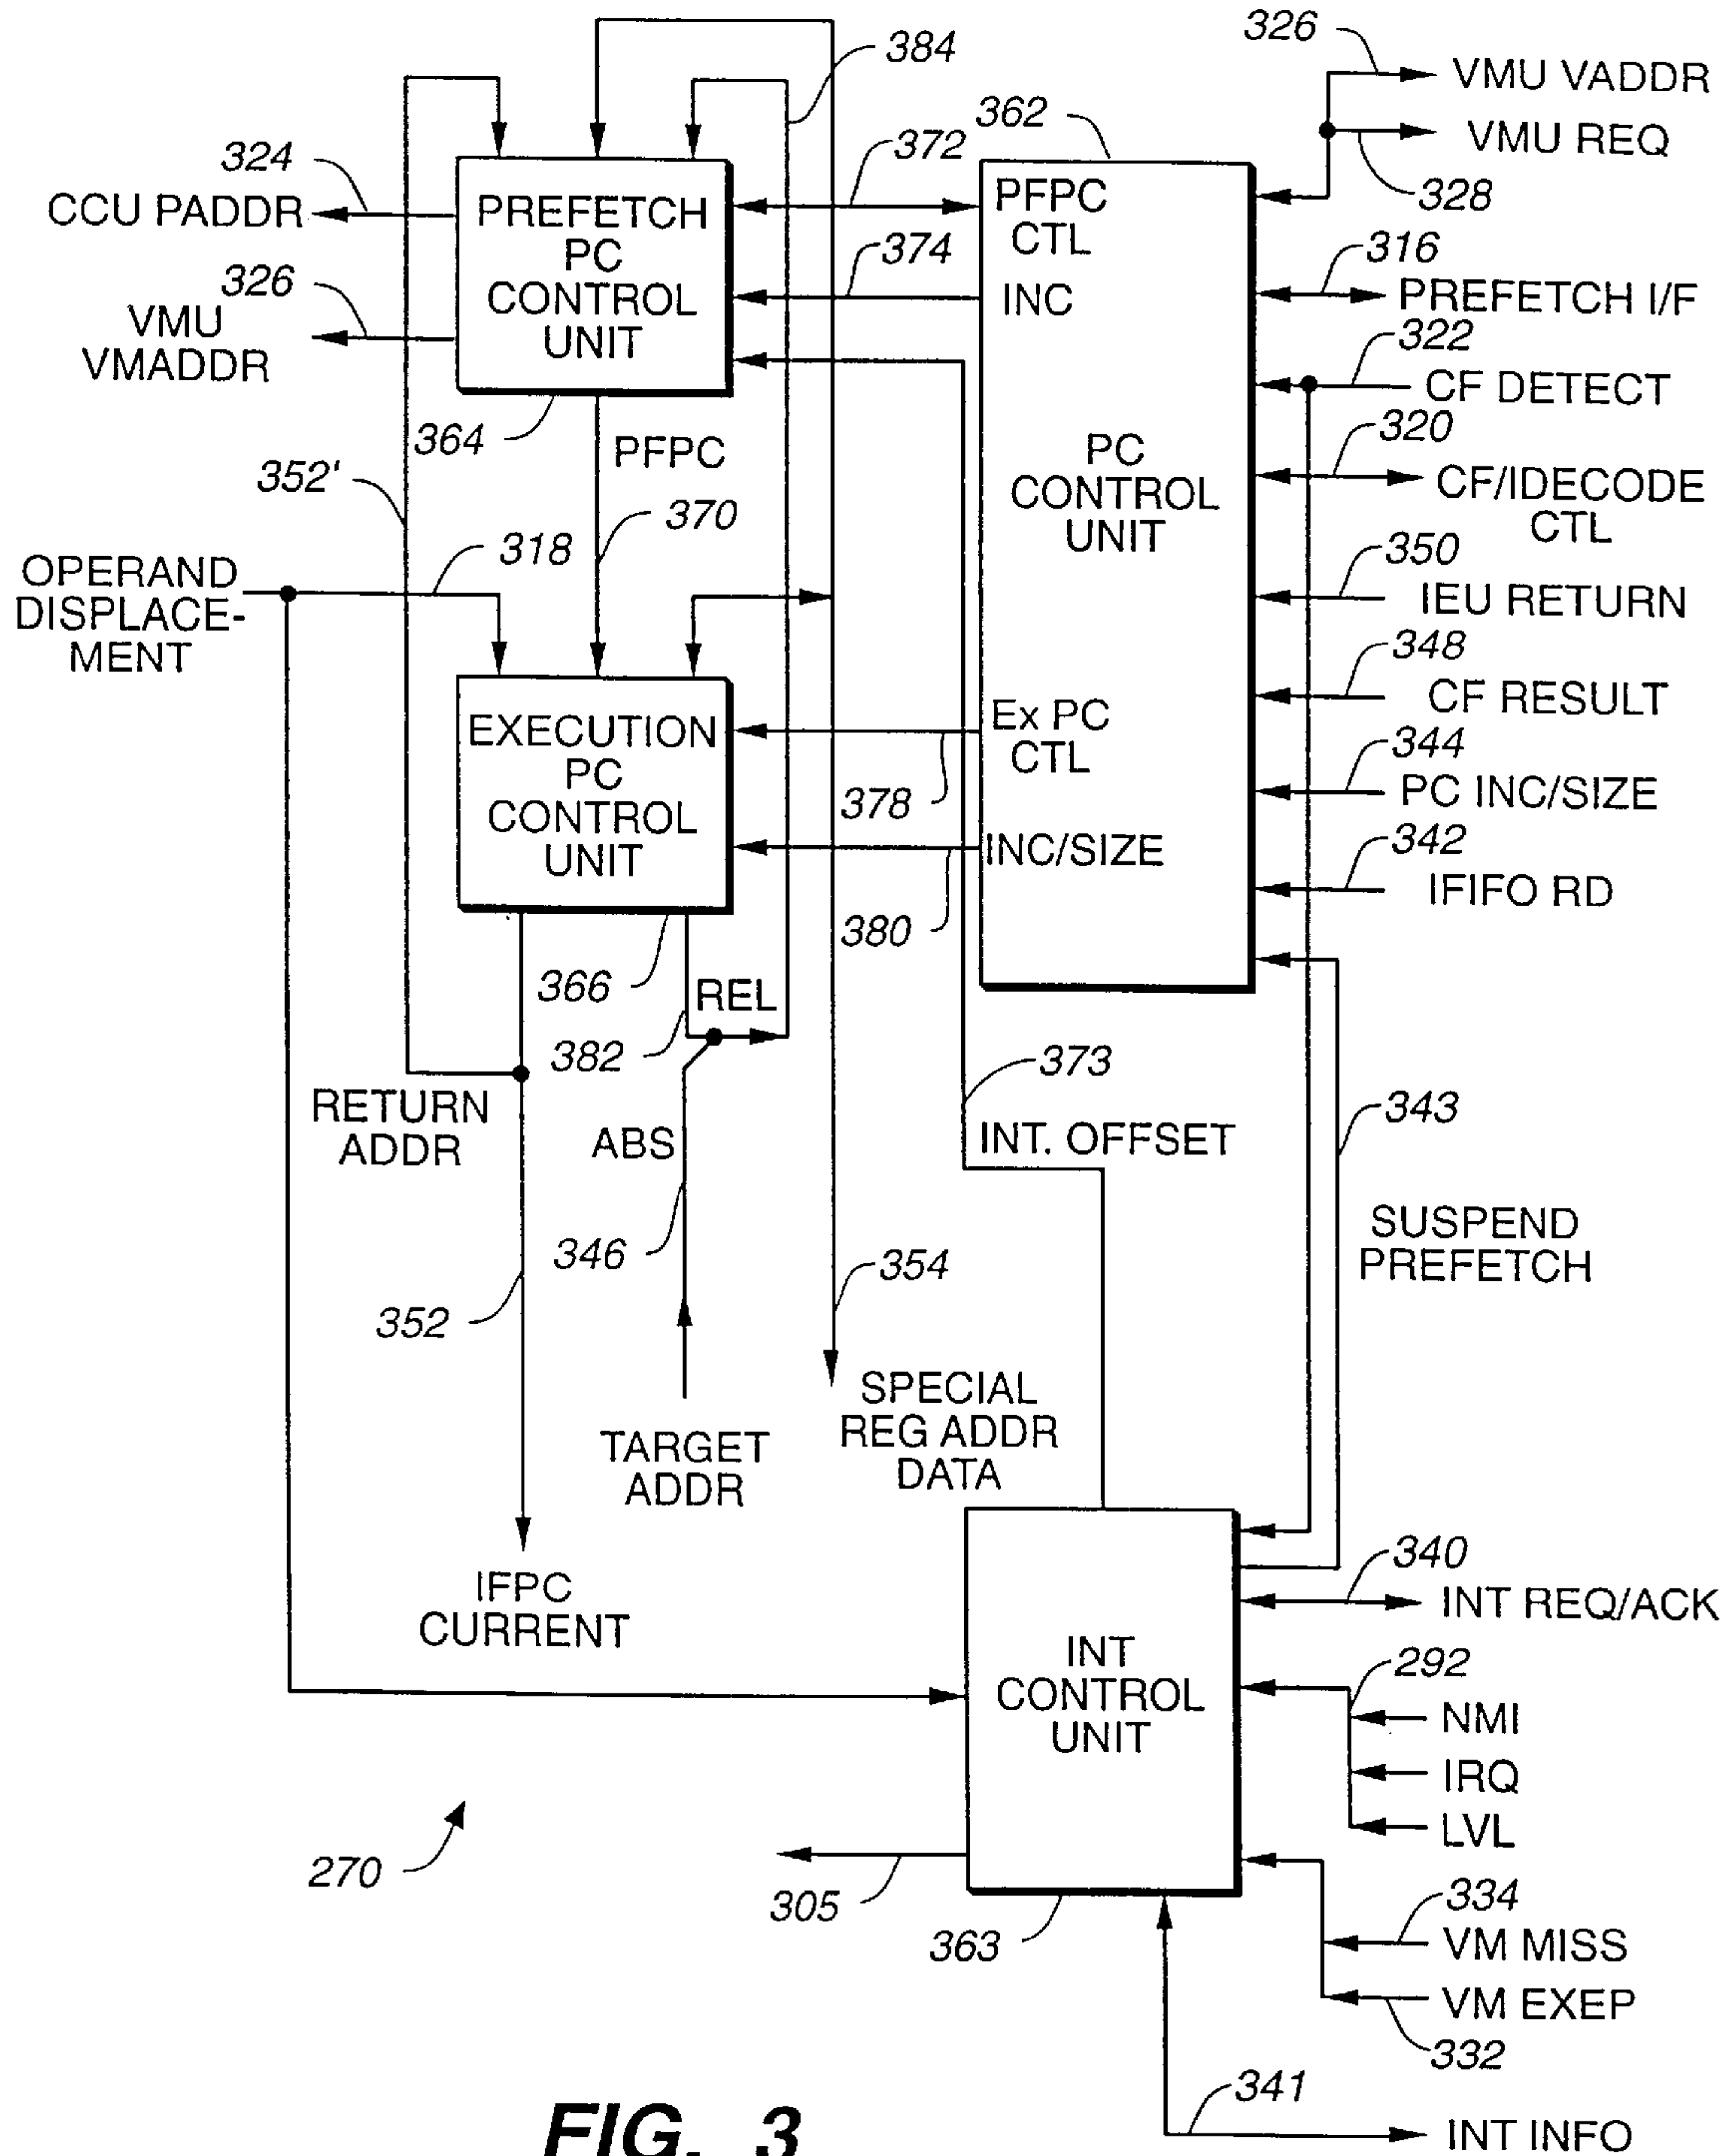 326
VMU VADDR
VMU REQ
328
384
362
372
324
CCU PADDR
326
VMU
VMADDR
PREFETCH
PC
CONTROL
UNIT
364
PFPC
370
374
PFPC
CTL
INC
PC
CONTROL
UNIT
Ex PC
CTL
INC/SIZE
316
PREFETCH I/F
322
CF DETECT
320
CF/IDECODE
CTL
350
IEU RETURN
348
CF RESULT
344
PC INC/SIZE
342
IFIFO RD
352'
318
OPERAND
DISPLACE-
MENT
EXECUTION
PC
CONTROL
UNIT
378
380
366
REL
382
373
343
RETURN
ADDR
ABS
INT. OFFSET
346
354
SUSPEND
PREFETCH
352
SPECIAL
REG ADDR
DATA
TARGET
ADDR
IFPC
CURRENT
INT
CONTROL
UNIT
340
INT REQ/ACK
292
NMI
IRQ
LVL
270
305
363
334
VM MISS
VM EXEP
332
341
INT INFO
FIG. 3